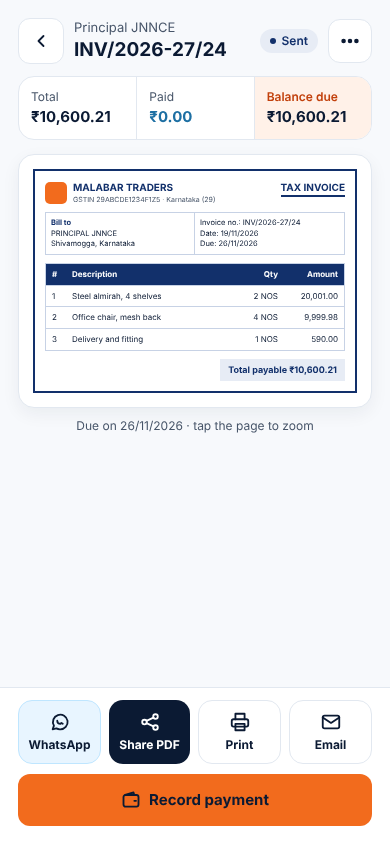 Principal JNNCE
INV/2026-27/24
Sent
Total
₹10,600.21
Paid
₹0.00
Balance due
₹10,600.21
MALABAR TRADERS
GSTIN 29ABCDE1234F1Z5 · Karnataka (29)
TAX INVOICE
Bill to
PRINCIPAL JNNCE
Shivamogga, Karnataka
Invoice no.: INV/2026-27/24
Date: 19/11/2026
Due: 26/11/2026
# Description Qty Amount
1 Steel almirah, 4 shelves 2 NOS 20,001.00
2 Office chair, mesh back 4 NOS 9,999.98
3 Delivery and fitting 1 NOS 590.00
Total payable ₹10,600.21
Due on 26/11/2026 · tap the page to zoom
WhatsApp
Share PDF
Print
Email
Record payment